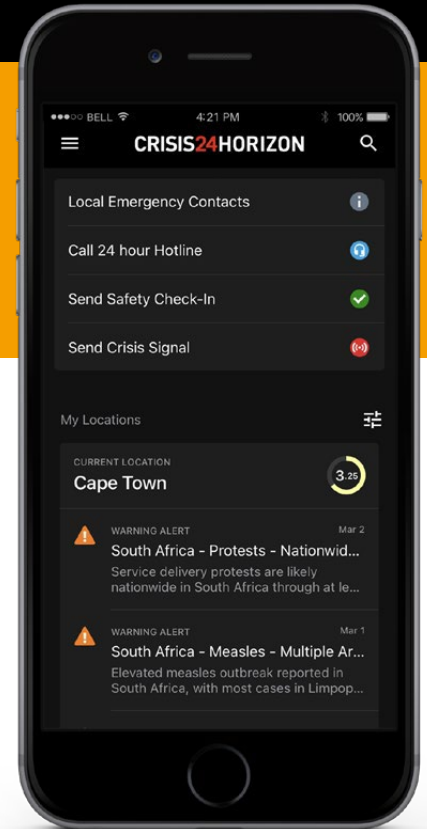 BELL 4:21 PM 100%
CRISIS24HORIZON
Local Emergency Contacts
Call 24 hour Hotline
Send Safety Check-In
Send Crisis Signal
My Locations
CURRENT LOCATION
Cape Town
3.25
WARNING ALERT Mar 2
South Africa - Protests - Nationwid...
Service delivery protests are likely
nationwide in South Africa through at le...
WARNING ALERT Mar 1
South Africa - Measles - Multiple Ar...
Elevated measles outbreak reported in
South Africa, with most cases in Limpop...